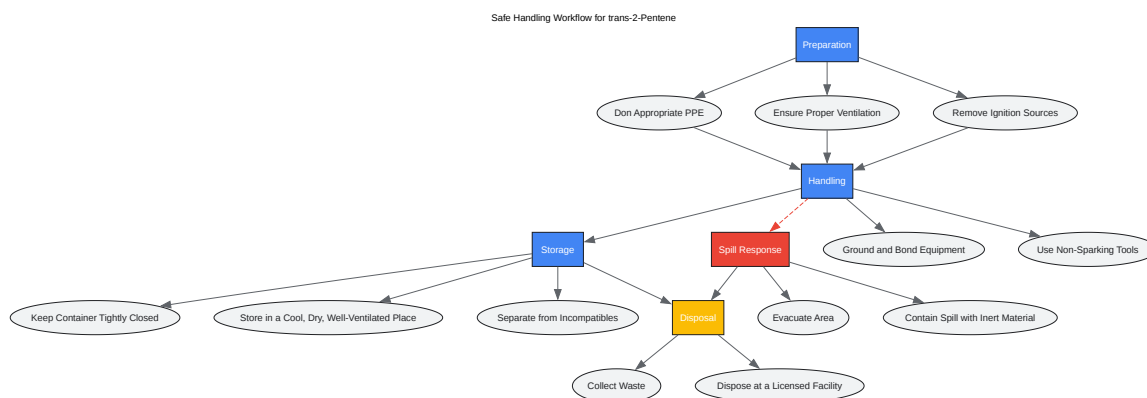 Safe Handling Workflow for trans-2-Pentene
Preparation
Don Appropriate PPE
Ensure Proper Ventilation
Remove Ignition Sources
Handling
Storage
Spill Response
Ground and Bond Equipment
Use Non-Sparking Tools
Keep Container Tightly Closed
Store in a Cool, Dry, Well-Ventilated Place
Separate from Incompatibles
Disposal
Evacuate Area
Contain Spill with Inert Material
Collect Waste
Dispose at a Licensed Facility